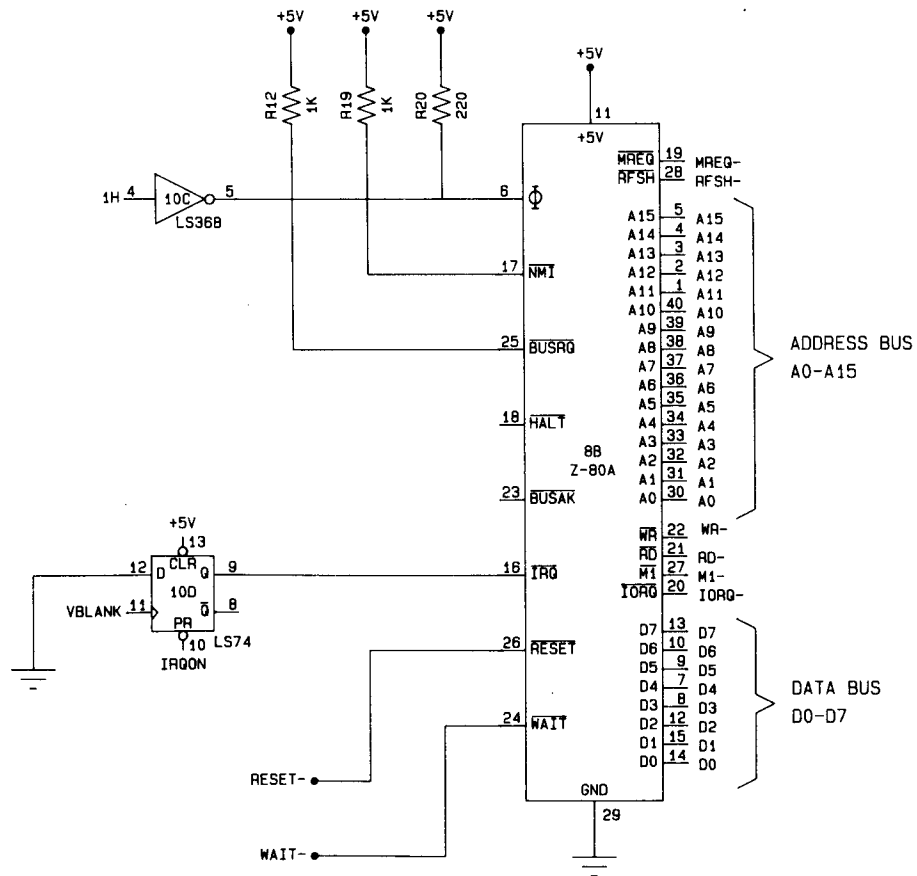 +5V +5V +5V
+5V
R12 1K R19 1K R20 220
11
+5V
MREQ 19 MREQ-
RFSH 28 RFSH-
1H 4 10C 5 6 Φ
LS368
A15 5 A15
A14 4 A14
A13 3 A13
17 NMI A12 2 A12
A11 1 A11
A10 40 A10
A9 39 A9
25 BUSRQ A8 38 A8
A7 37 A7
A6 36 A6
A5 35 A5
ADDRESS BUS
A0-A15
18 HALT A4 34 A4
A3 33 A3
8B
Z-80A
A2 32 A2
A1 31 A1
23 BUSAK A0 30 A0
WR 22 WR-
RD 21 RD-
+5V
13
12 D CLR Q 9 16 IRQ M1 27 M1-
10D
IORQ 20 IORQ-
VBLANK 11 Q 8
PR LS74
10
IRQON
D7 13 D7
26 RESET D6 10 D6
D5 9 D5
D4 7 D4
D3 8 D3
DATA BUS
D0-D7
24 WAIT D2 12 D2
D1 15 D1
D0 14 D0
RESET-
GND
29
WAIT-